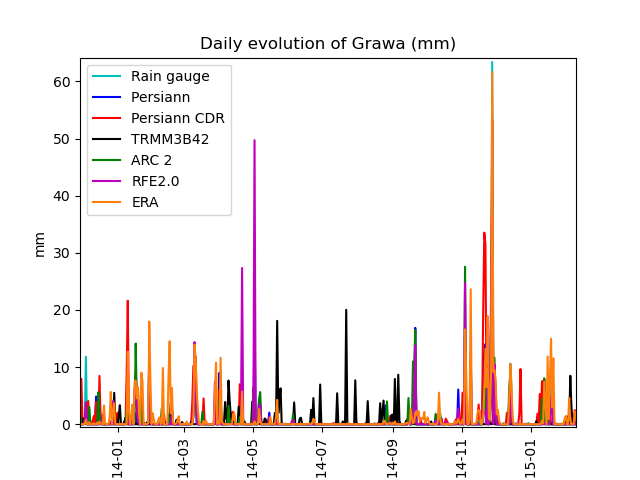 Daily evolution of Grawa (mm)
60
50
40
30
20
10
0
mm
Rain gauge
Persiann
Persiann CDR
TRMM3B42
ARC 2
RFE2.0
ERA
14-01
14-03
14-05
14-07
14-09
14-11
15-01